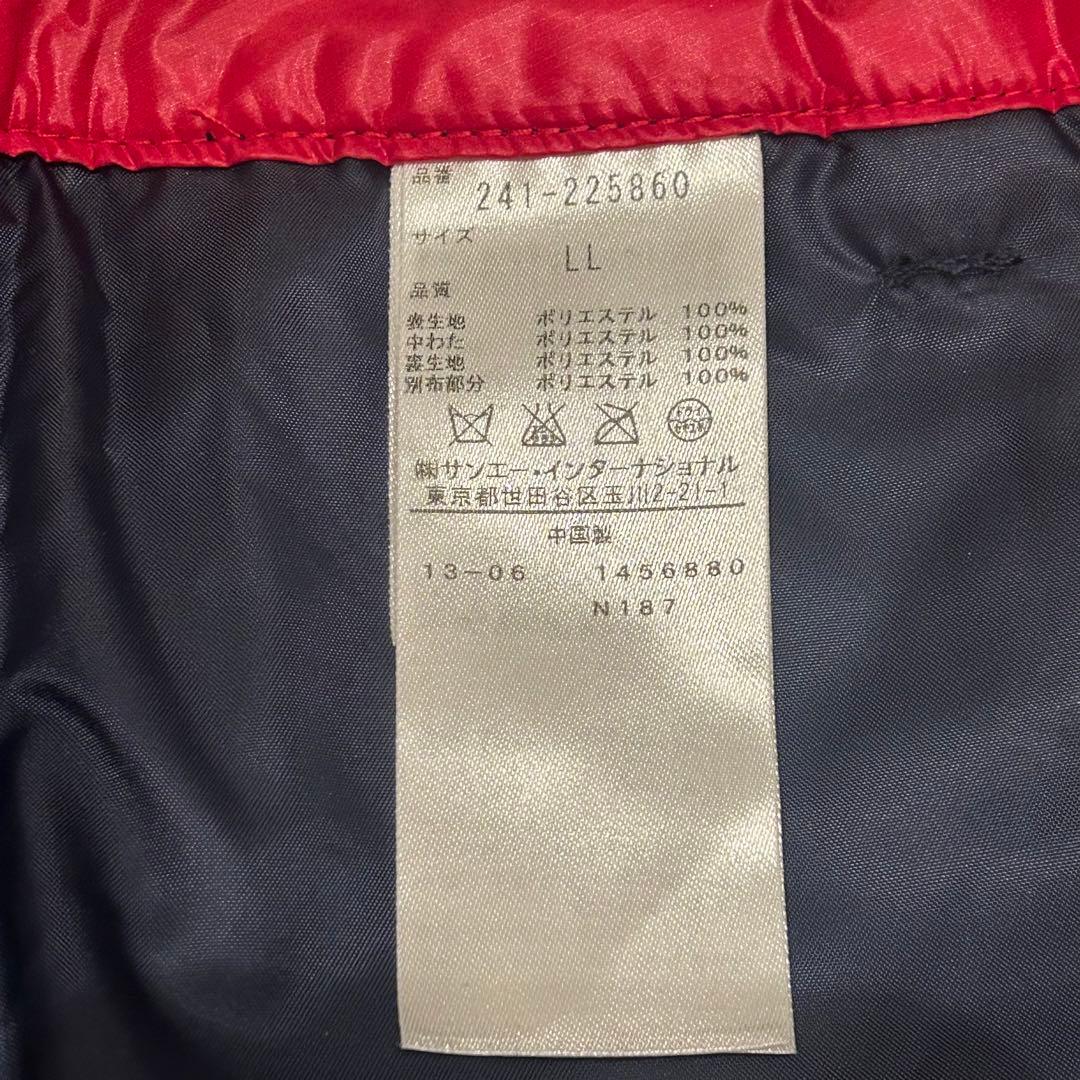 品番
241-225860
サイズ
LL
品質
表生地 ポリエステル 100%
中わた ポリエステル 100%
裏生地 ポリエステル 100%
別布部分 ポリエステル 100%
ドライ
㈱サンエー・インターナショナル
東京都世田谷区玉川2-21-1
中国製
13-06 1456880
N187